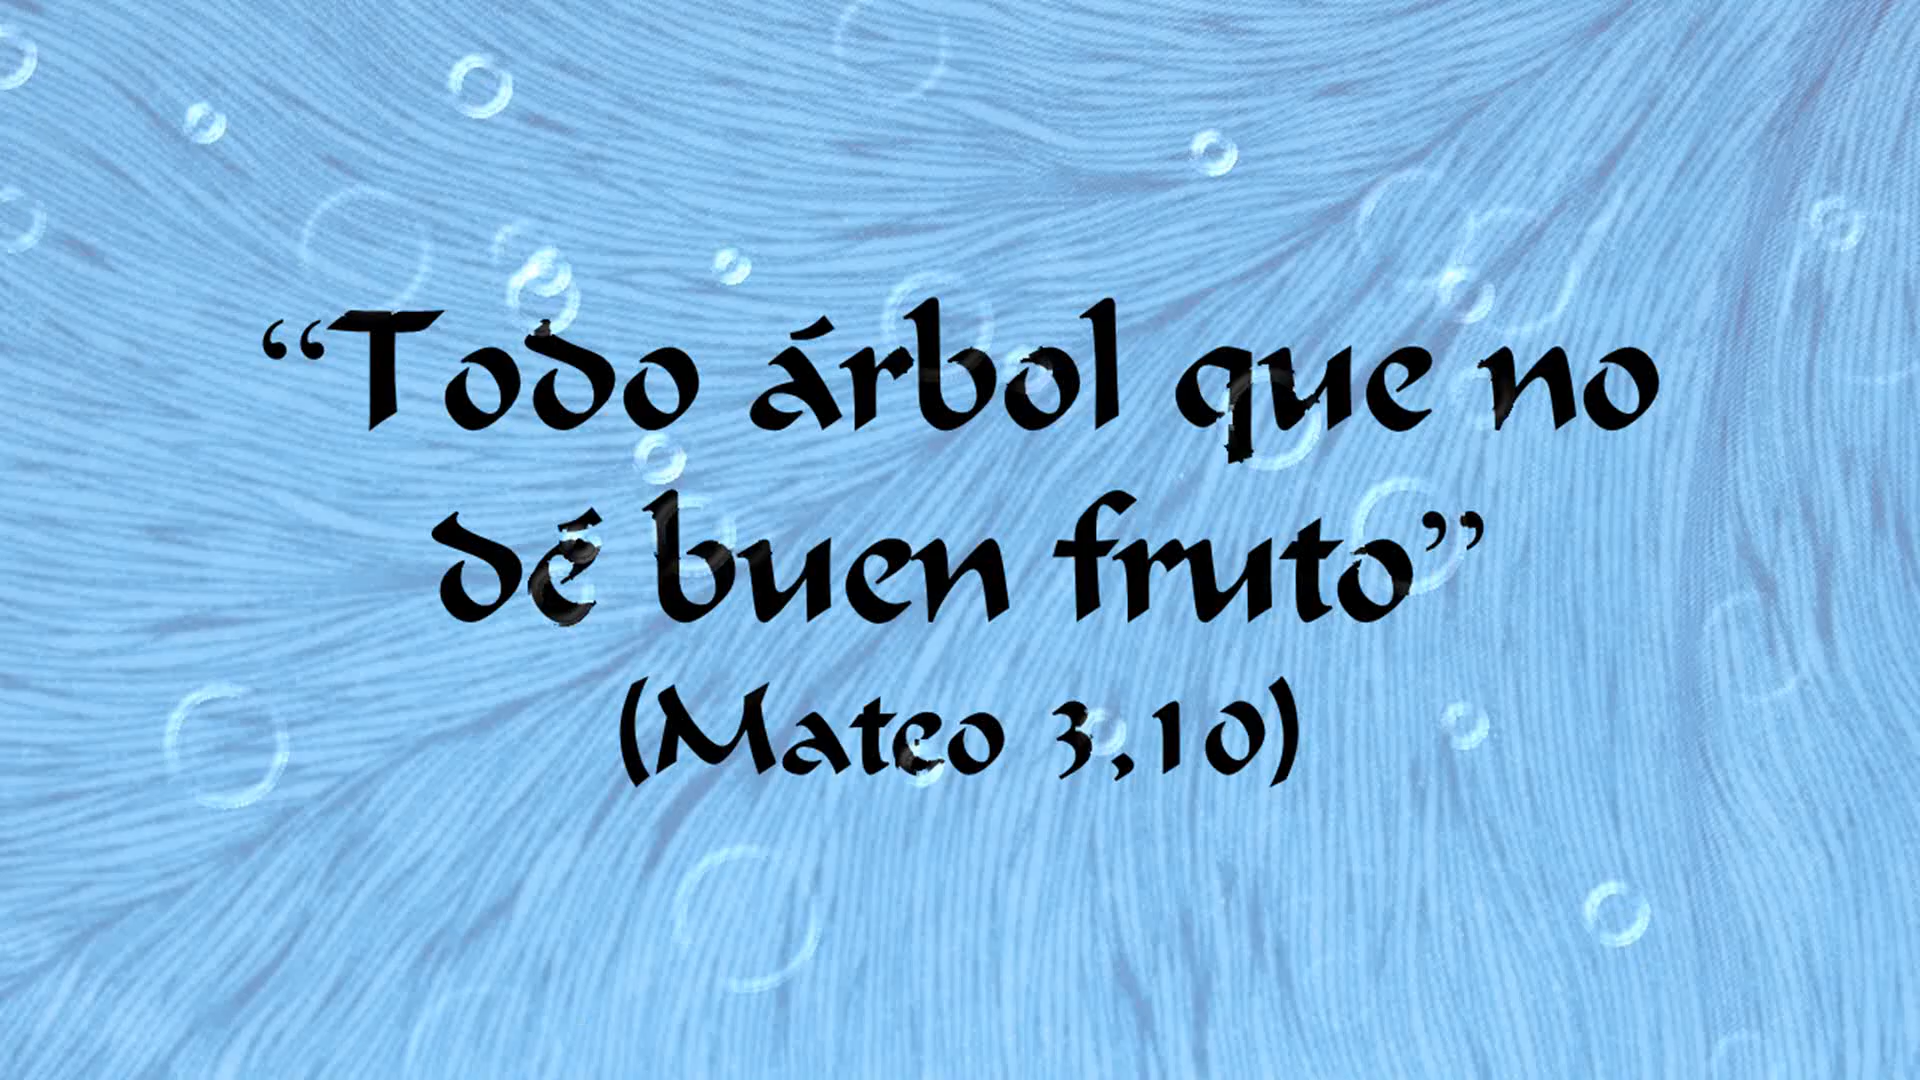 “Todo árbol que no
dé buen fruto”
(Mateo 3,10)